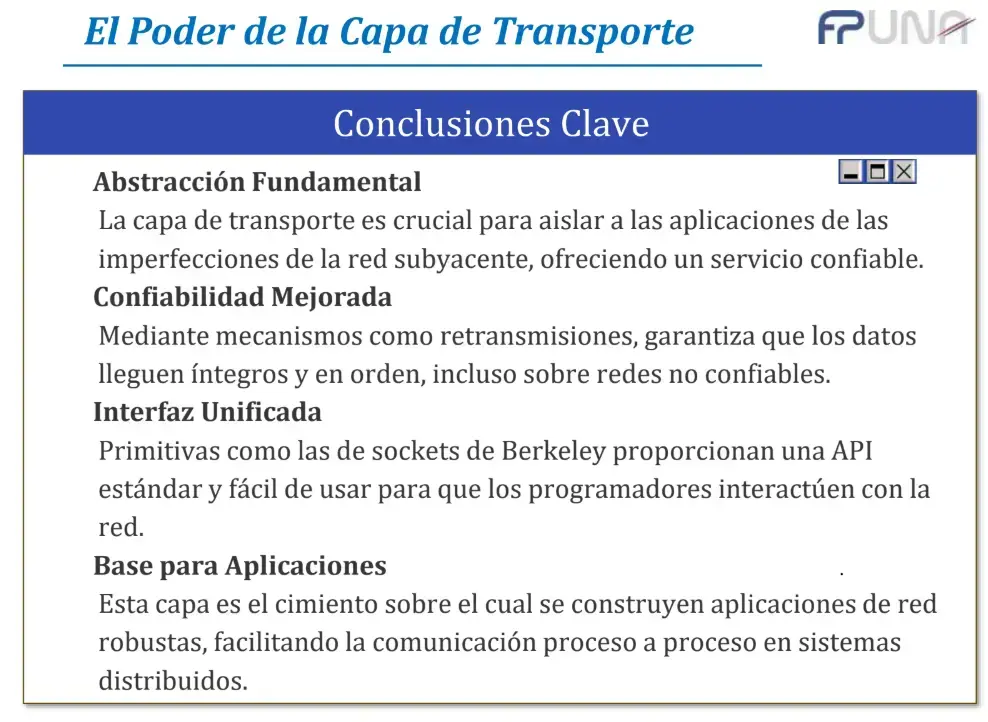 El Poder de la Capa de Transporte
FPUNA
Conclusiones Clave
Abstracción Fundamental
La capa de transporte es crucial para aislar a las aplicaciones de las
imperfecciones de la red subyacente, ofreciendo un servicio confiable.
Confiabilidad Mejorada
Mediante mecanismos como retransmisiones, garantiza que los datos
lleguen íntegros y en orden, incluso sobre redes no confiables.
Interfaz Unificada
Primitivas como las de sockets de Berkeley proporcionan una API
estándar y fácil de usar para que los programadores interactúen con la
red.
Base para Aplicaciones
.
Esta capa es el cimiento sobre el cual se construyen aplicaciones de red
robustas, facilitando la comunicación proceso a proceso en sistemas
distribuidos.